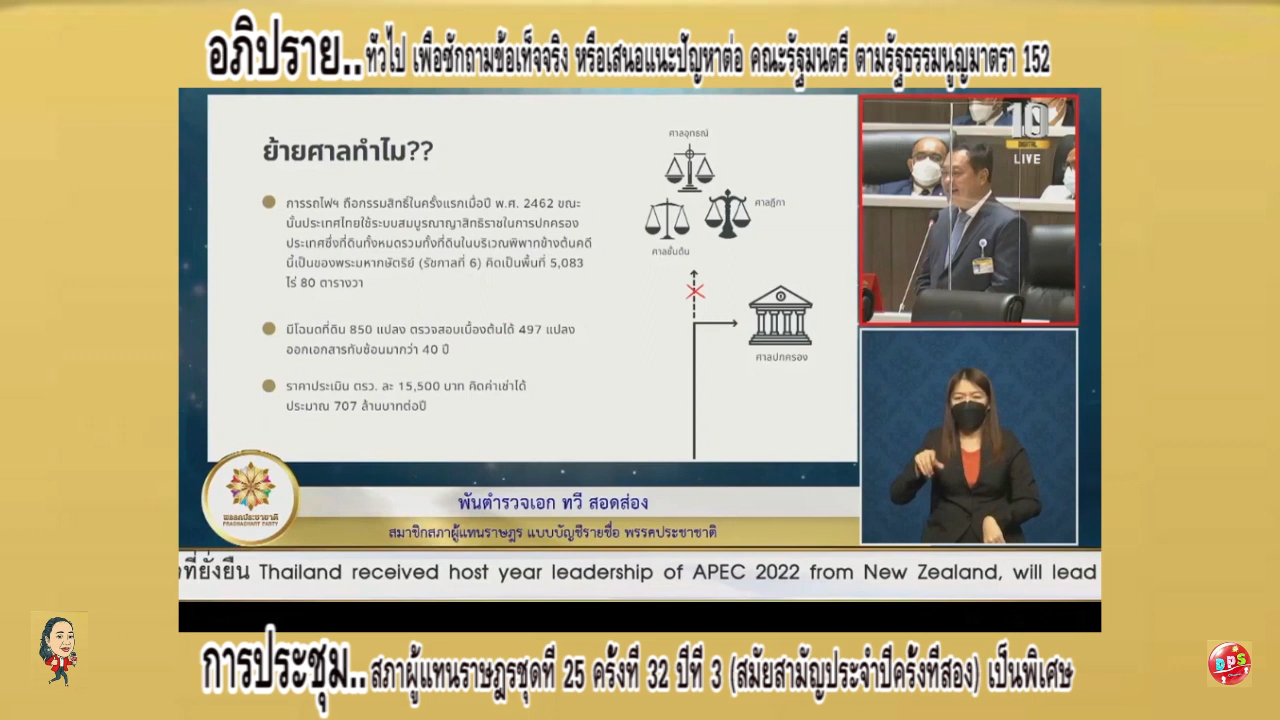 อภิปราย.. ทั่วไป เพื่อซักถามข้อเท็จจริง หรือเสนอแนะปัญหาต่อ คณะรัฐมนตรี ตามรัฐธรรมนูญมาตรา 152
ย้ายศาลทำไม??
การรถไฟฯ ถือกรรมสิทธิ์ในครั้งแรกเมื่อปี พ.ศ. 2462 ขณะ
นั้นประเทศไทยใช้ระบบสมบูรณาญาสิทธิราชในการปกครอง
ประเทศซึ่งที่ดินทั้งหมดรวมทั้งที่ดินในบริเวณพิพาทข้างต้นคดี
นี้เป็นของพระมหากษัตริย์ (รัชกาลที่ 6) คิดเป็นพื้นที่ 5,083
ไร่ 80 ตารางวา
มีโฉนดที่ดิน 850 แปลง ตรวจสอบเบื้องต้นได้ 497 แปลง
ออกเอกสารทับซ้อนมากว่า 40 ปี
ราคาประเมิน ตรว. ละ 15,500 บาท คิดค่าเช่าได้
ประมาณ 707 ล้านบาทต่อปี
ศาลอุทธรณ์
ศาลฎีกา
ศาลชั้นต้น
ศาลปกครอง
10
DIGITAL
LIVE
พรรคประชาชาติ
PRACHACHART PARTY
พันตำรวจเอก ทวี สอดส่อง
สมาชิกสภาผู้แทนราษฎร แบบบัญชีรายชื่อ พรรคประชาชาติ
ที่ยั่งยืน Thailand received host year leadership of APEC 2022 from New Zealand, will lead
การประชุม.. สภาผู้แทนราษฎรชุดที่ 25 ครั้งที่ 32 ปีที่ 3 (สมัยสามัญประจำปีครั้งที่สอง) เป็นพิเศษ
DPS